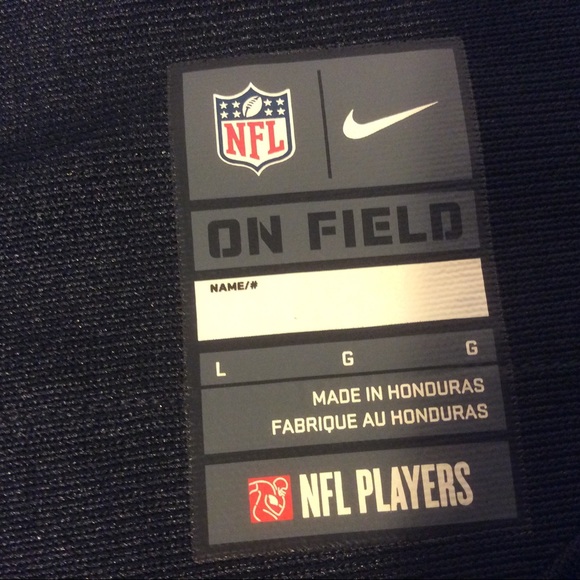 NFL
ON FIELD
NAME/#
L G G
MADE IN HONDURAS
FABRIQUE AU HONDURAS
NFL PLAYERS